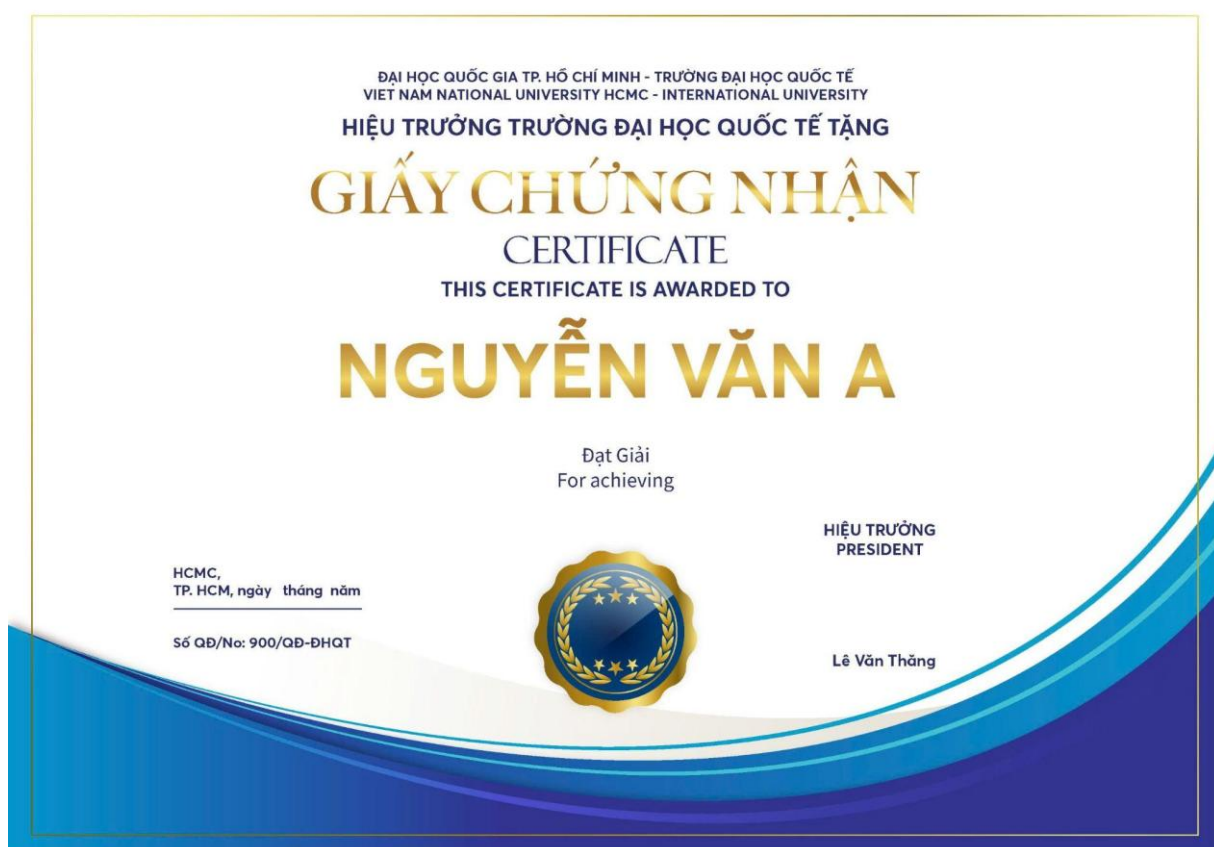 ĐẠI HỌC QUỐC GIA TP. HỒ CHÍ MINH - TRƯỜNG ĐẠI HỌC QUỐC TẾ
VIET NAM NATIONAL UNIVERSITY HCMC - INTERNATIONAL UNIVERSITY
HIỆU TRƯỞNG TRƯỜNG ĐẠI HỌC QUỐC TẾ TẶNG
GIẤY CHỨNG NHẬN
CERTIFICATE
THIS CERTIFICATE IS AWARDED TO
NGUYỄN VĂN A
Đạt Giải
For achieving
HIỆU TRƯỞNG
PRESIDENT
HCMC,
TP. HCM, ngày tháng năm
Số QĐ/No: 900/QĐ-ĐHQT
Lê Văn Thăng